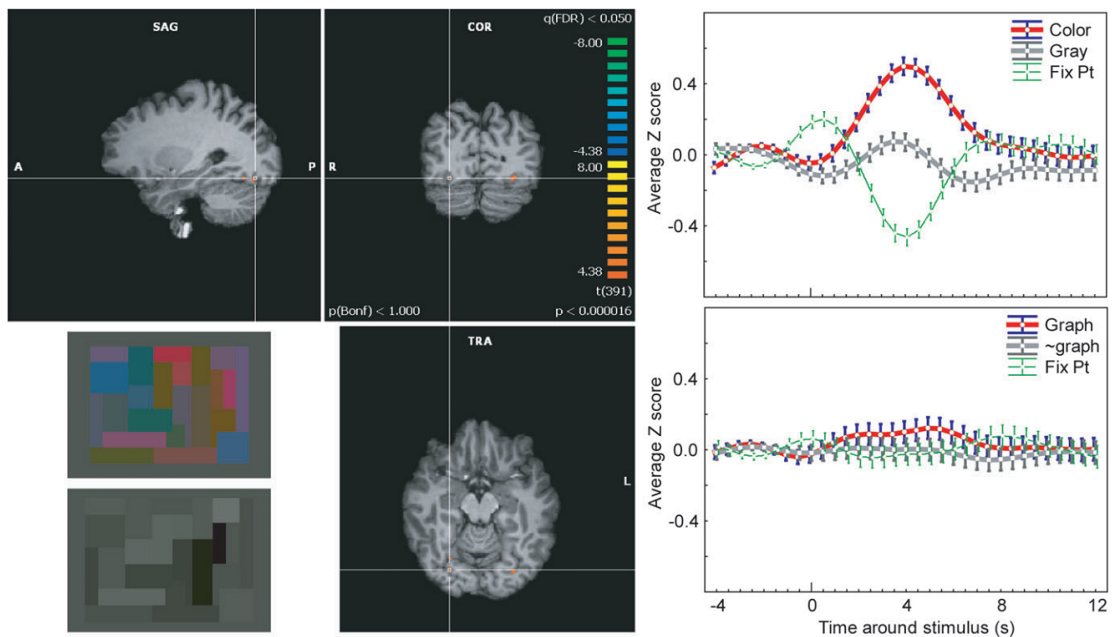 SAG
A
P
COR
R
q(FDR) < 0.050
-8.00
-4.38
8.00
4.38
t(391)
p(Bonf) < 1.000
p < 0.000016
TRA
L
Color
Gray
Fix Pt
Average Z score
0.4
0.0
-0.4
Graph
~graph
Fix Pt
Average Z score
0.4
0.0
-0.4
-4
0
4
8
12
Time around stimulus (s)